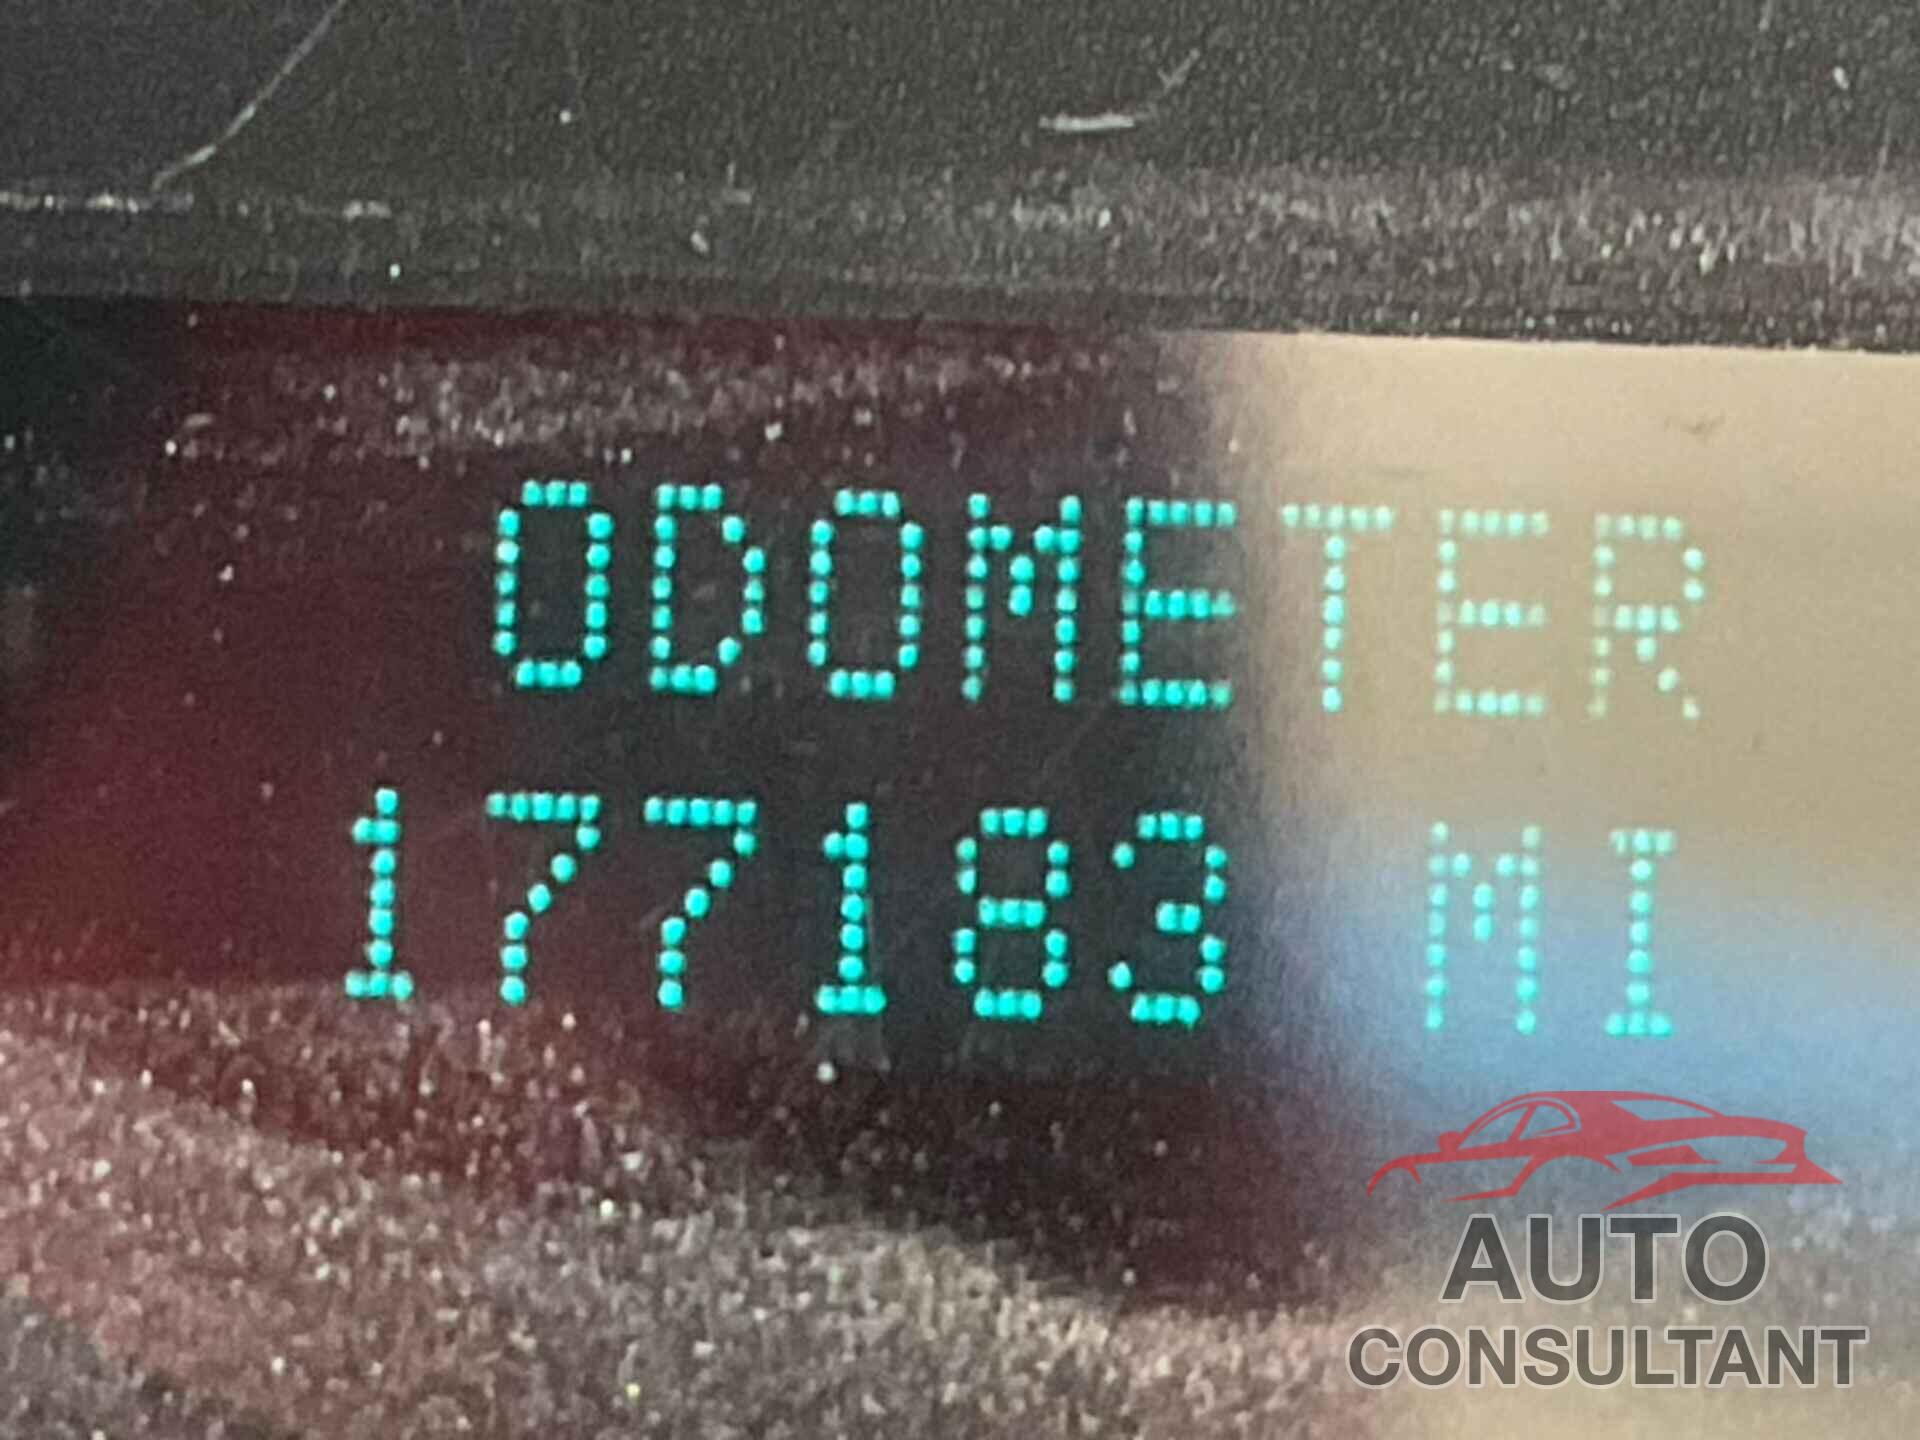 ODOMETER
177183 MI
AUTO
CONSULTANT